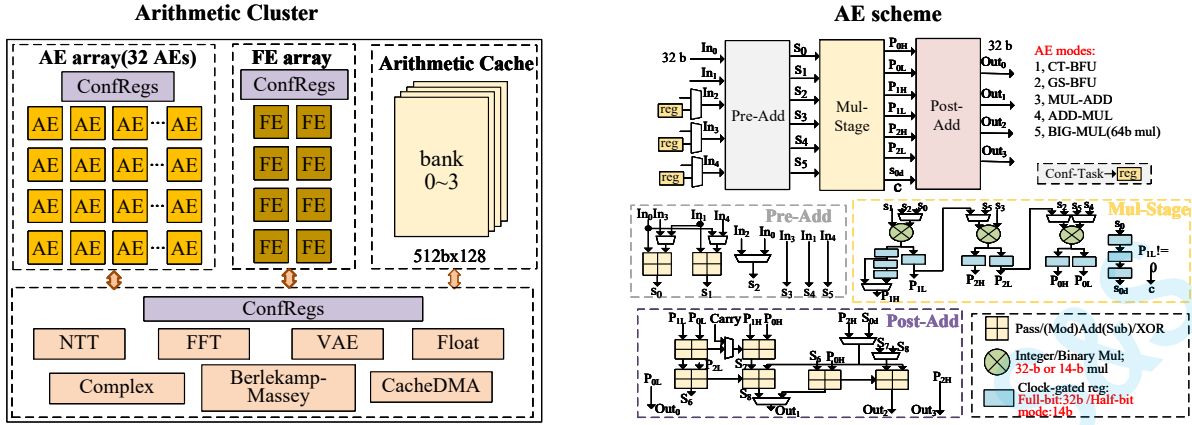 Arithmetic Cluster
AE array(32 AEs)
ConfRegs
AE AE AE ··· AE
AE AE AE ··· AE
AE AE AE ··· AE
AE AE AE ··· AE
FE array
ConfRegs
FE FE
FE FE
FE FE
FE FE
Arithmetic Cache
bank
0~3
512bx128
ConfRegs
NTT
FFT
VAE
Float
Complex
Berlekamp-
Massey
CacheDMA
AE scheme
32 b
In0
In1
In2
In3
In4
reg
reg
reg
Pre-Add
S0
S1
S2
S3
S4
S5
Mul-
Stage
P0H
P0L
P1H
P1L
P2H
P2L
s0d
C
Post-
Add
32 b
Out0
Out1
Out2
Out3
AE modes:
1, CT-BFU
2, GS-BFU
3, MUL-ADD
4, ADD-MUL
5, BIG-MUL(64b mul)
Conf-Task
reg
Pre-Add
In0 In3 In1 In4
In2 In0 In3 In1 In4
S0 S1 S2 S3 S4 S5
Mul-Stage
s1 s2 s0 s5 s3 s2 s5 s4
s0
P1L!=
0
P1H P1L P2H P2L P0H P0L s0d c
Post-Add
P1L P0L Carry P1H P0H P2H S0d
S7 S8
P2L S7 S6 P0H
P0L S6 S8 P2H
Out0 Out1 Out2 Out3
Pass/(Mod)Add(Sub)/XOR
Integer/Binary Mul;
32-b or 14-b
mul
Clock-gated reg:
Full-bit:32b /Half-bit
mode:14b